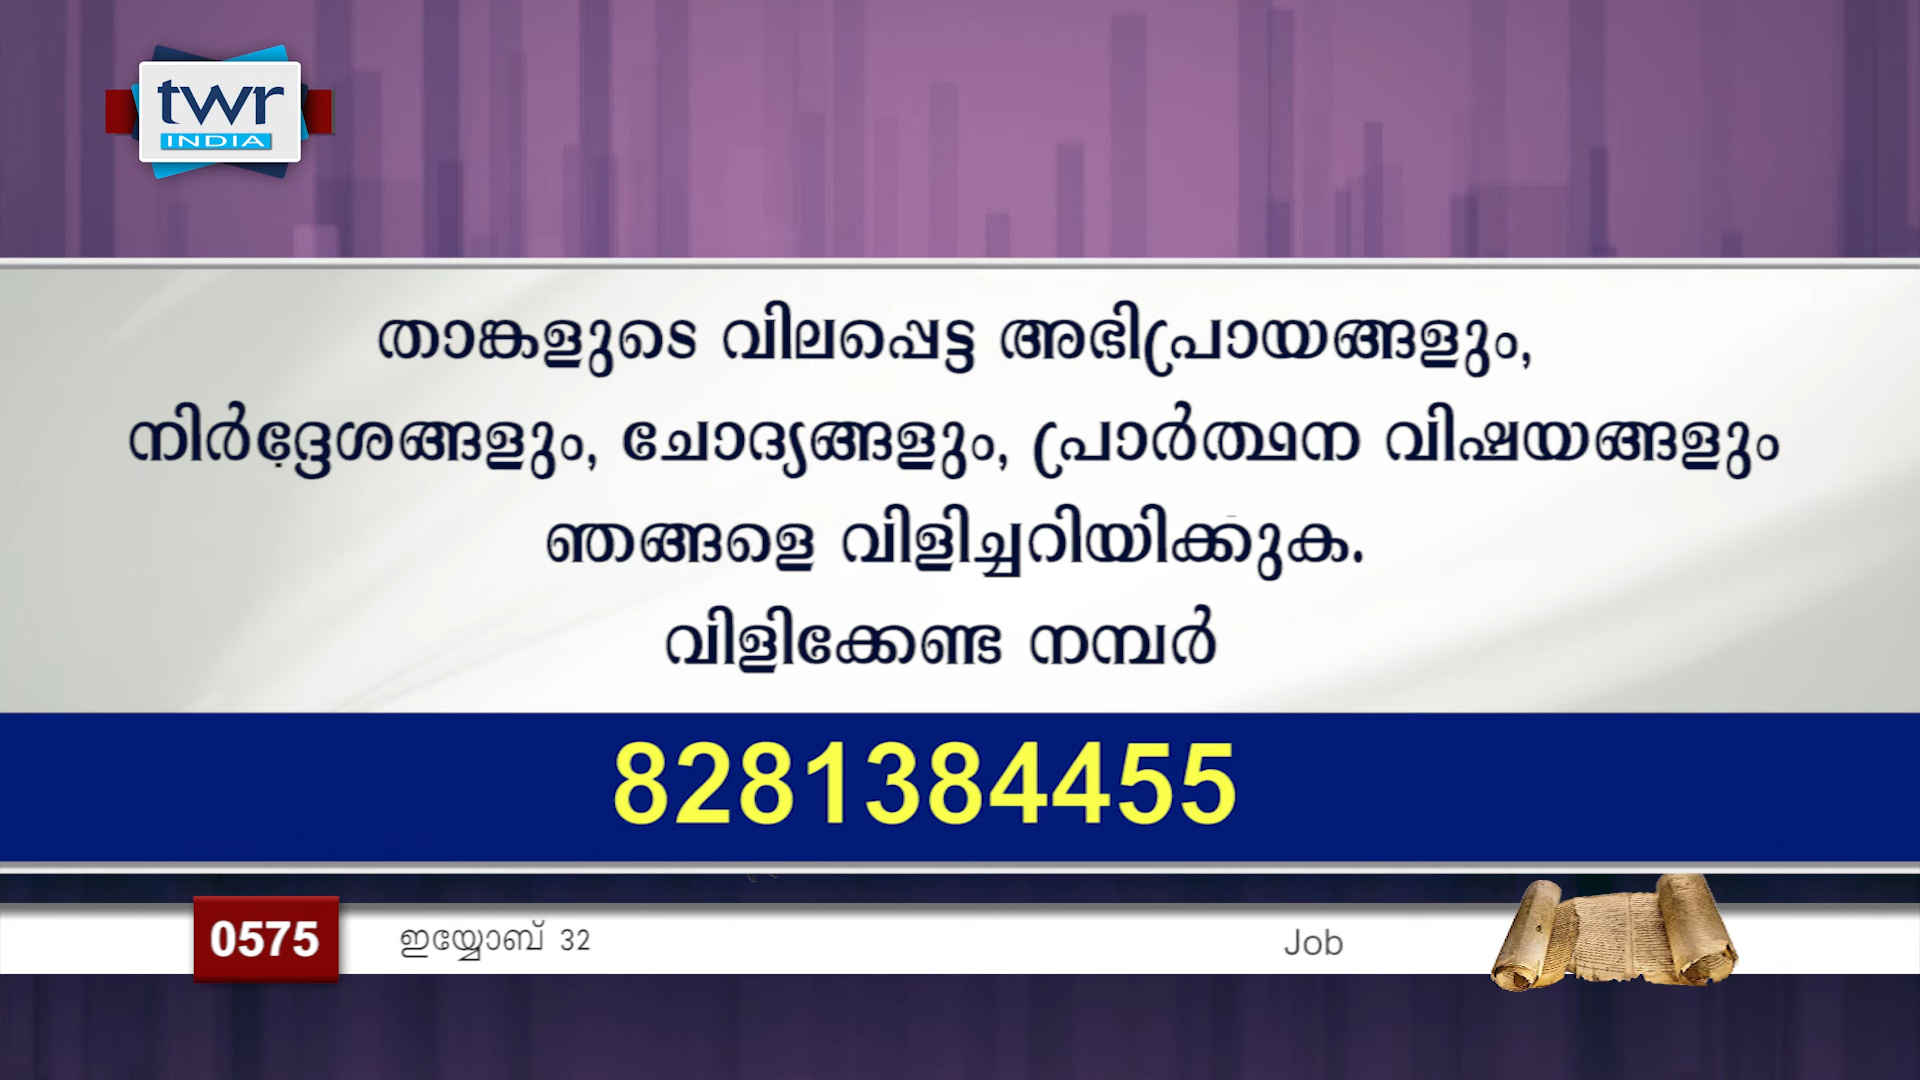 twr
INDIA
താങ്കളുടെ വിലപ്പെട്ട അഭിപ്രായങ്ങളും,
നിർദ്ദേശങ്ങളും, ചോദ്യങ്ങളും, പ്രാർത്ഥന വിഷയങ്ങളും
ഞങ്ങളെ വിളിച്ചറിയിക്കുക.
വിളിക്കേണ്ട നമ്പർ
8281384455
0575 ഇയ്യോബ് 32 Job